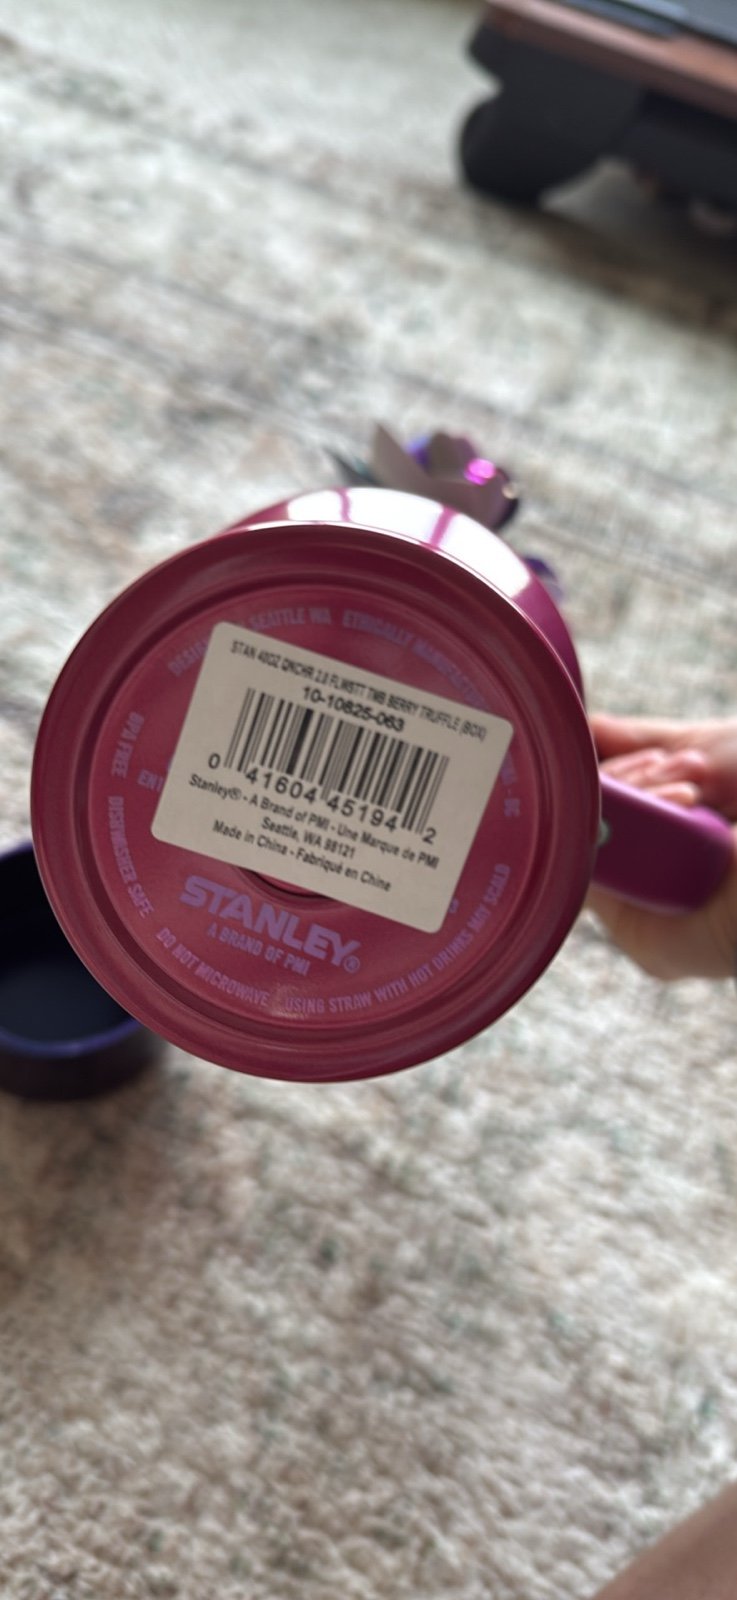 STAN 40OZ QNCHR 2.0 FLWSTT TMB BERRY TRUFFLE (BOX)
10-10825-063
0 41604 45194 2
Stanley® - A Brand of PMI - Une Marque de PMI
Seattle, WA 98121
Made in China - Fabriqué en Chine
SEATTLE WA
ETHICALLY
BPA FREE
DISHWASHER SAFE
DO NOT MICROWAVE
USING STRAW WITH HOT DRINKS MAY SCALD
STANLEY®
A BRAND OF PMI